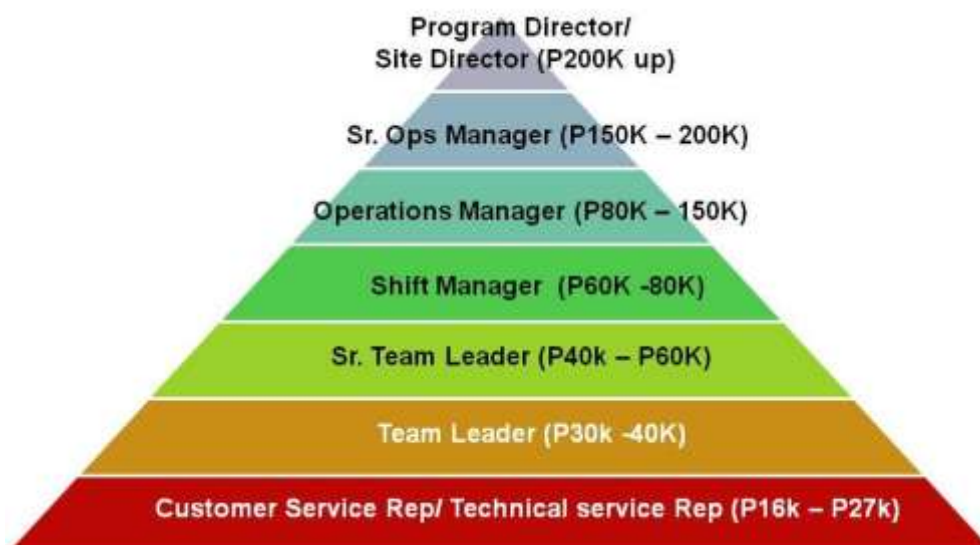 Program Director/
Site Director (P200K up)
Sr. Ops Manager (P150K – 200K)
Operations Manager (P80K – 150K)
Shift Manager  (P60K -80K)
Sr. Team Leader (P40k – P60K)
Team Leader (P30k -40K)
Customer Service Rep/ Technical service Rep (P16k – P27k)